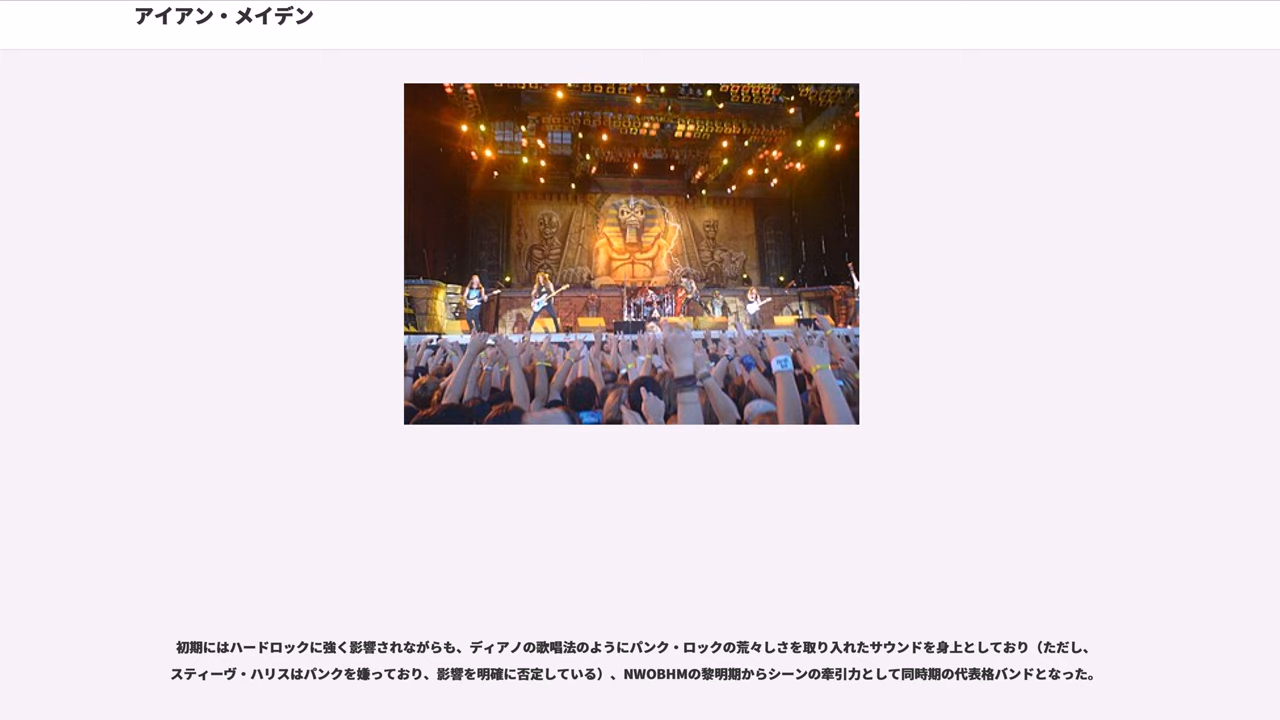 アイアン・メイデン
初期にはハードロックに強く影響されながらも、ディアノの歌唱法のようにパンク・ロックの荒々しさを取り入れたサウンドを身上としており（ただし、
スティーヴ・ハリスはパンクを嫌っており、影響を明確に否定している）、NWOBHMの黎明期からシーンの牽引力として同時期の代表格バンドとなった。